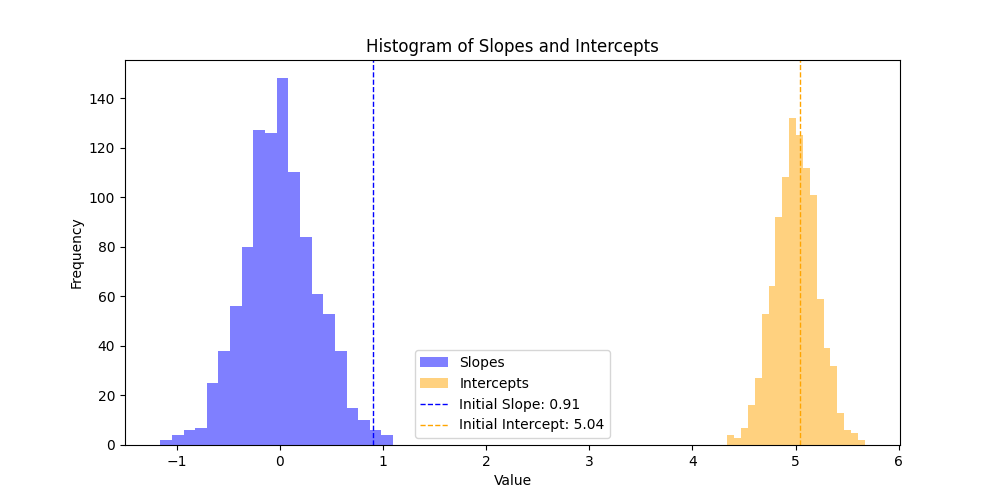 Histogram of Slopes and Intercepts
Frequency
140
120
100
80
60
40
20
0
−1
0
1
2
3
4
5
6
Value
Slopes
Intercepts
Initial Slope: 0.91
Initial Intercept: 5.04